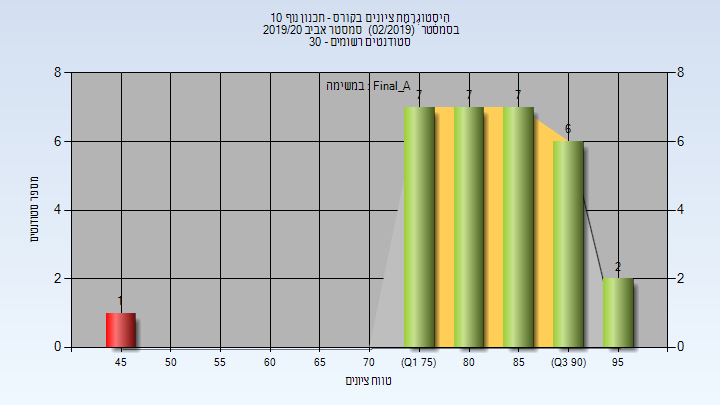 היסטוגרמת ציונים בקורס - תכנון נוף 10
בסמסטר (02/2019) סמסטר אביב 2019/20
סטודנטים רשומים - 30
במשימה : Final_A
8 8
6 6
4 4
2 2
0 0
1 7 7 7 6 2
מספר סטודנטים
45 50 55 60 65 70 (Q1 75) 80 85 (Q3 90) 95
טווח ציונים